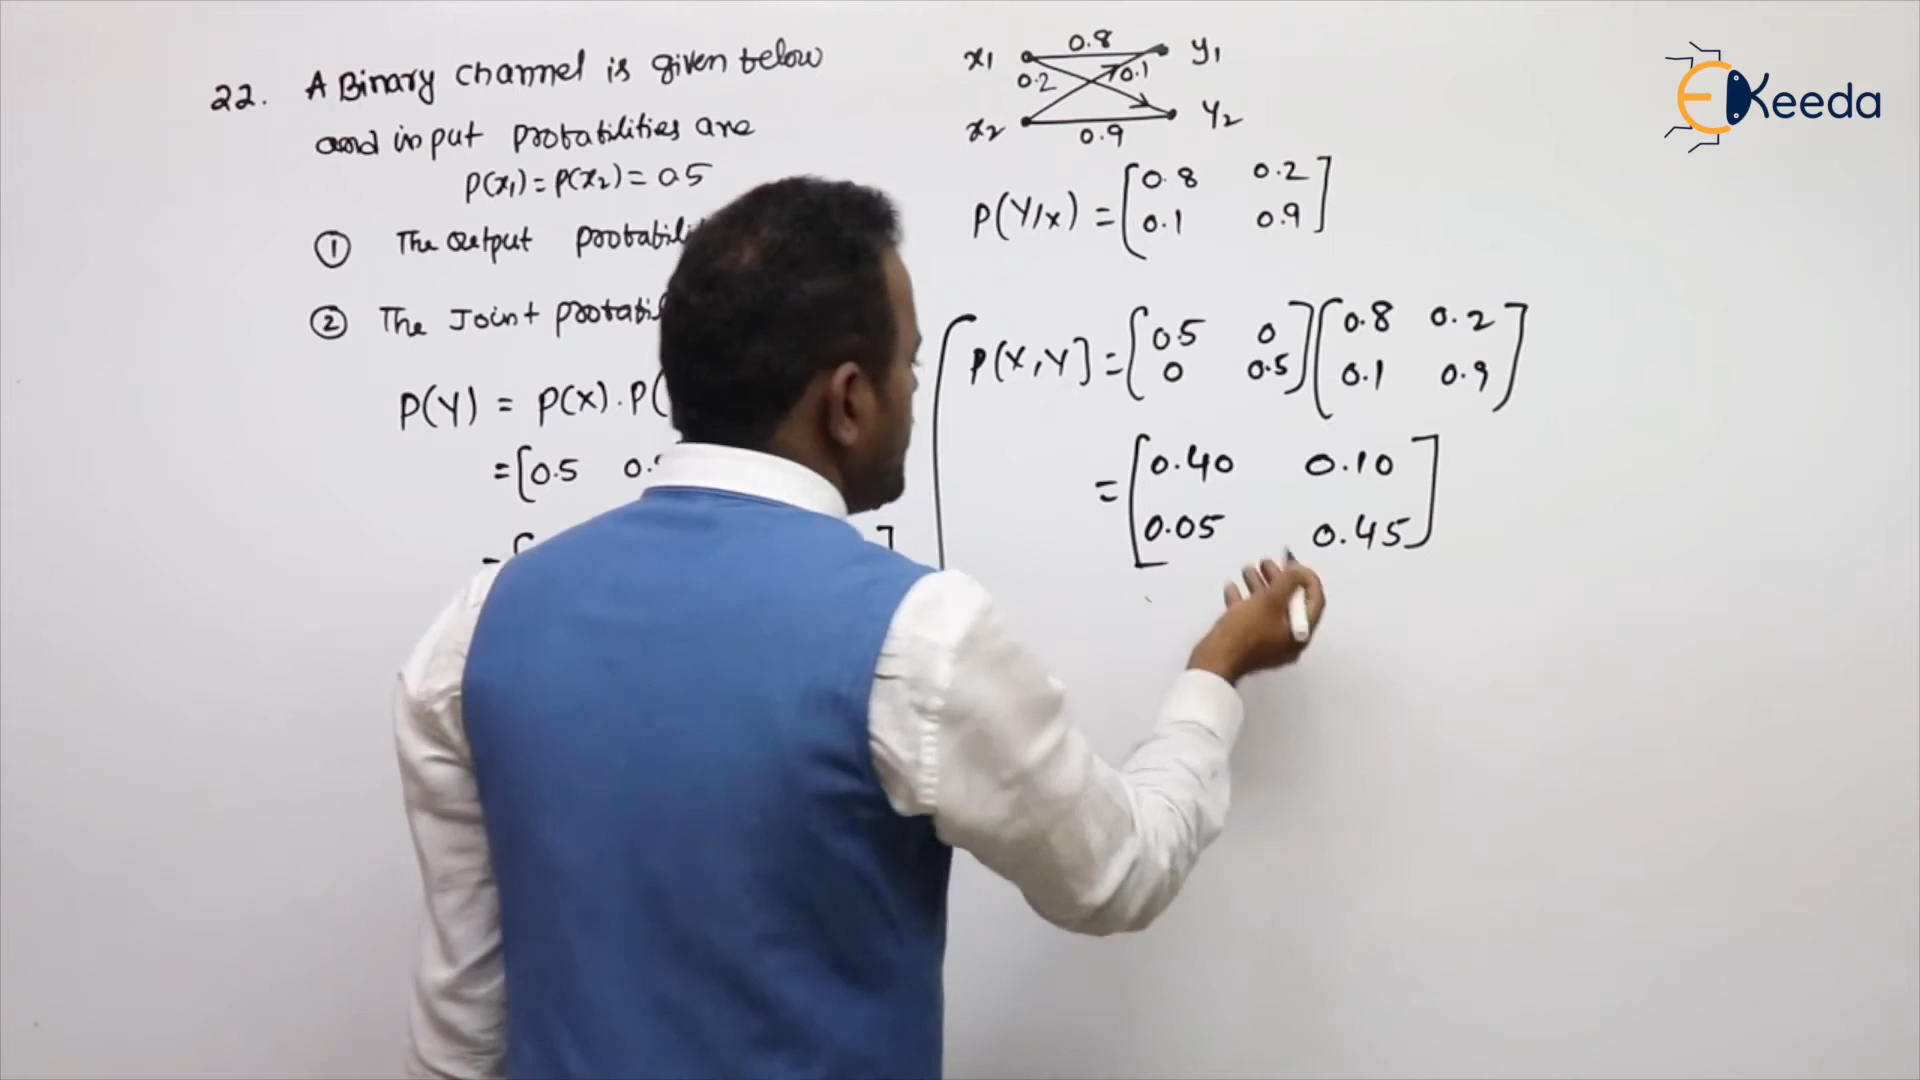 22. A Binary channel is given below
and input probabilities are
P(x1) = P(x2) = 0.5
① The output
② The Joint
P(Y) = P(X) . P(
= [0.5
= [ ]
x1 0.8 y1
0.2 0.1
x2 0.9 Y2
P(Y/x) = [0.8 0.2
0.1 0.9]
P(X,Y] = [0.5 0 0 0.5] [0.8 0.2 0.1 0.9]
= [0.40 0.10
0.05 0.45]
EKeeda